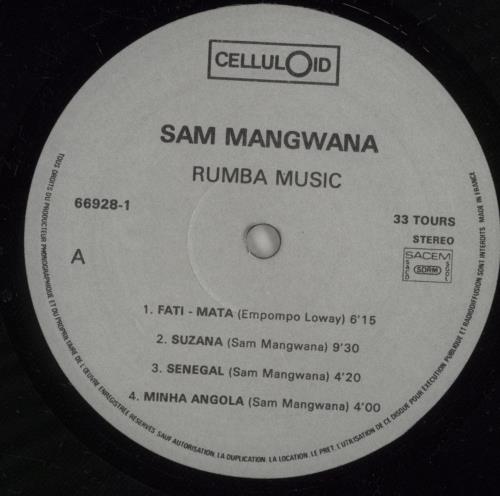 CELLULOID
SAM MANGWANA
RUMBA MUSIC
66928-1
33 TOURS
STEREO
A
SACEM
SACD
SDRM
SGDL
1. FATI - MATA (Empompo Loway) 6'15
2. SUZANA (Sam Mangwana) 9'30
3. SENEGAL (Sam Mangwana) 4'20
4. MINHA ANGOLA (Sam Mangwana) 4'00
TOUS DROITS DU PRODUCTEUR PHONOGRAPHIQUE ET DU PROPRIETAIRE DE L'ŒUVRE ENREGISTREE RESERVES. SAUF AUTORISATION, LA DUPLICATION, LA LOCATION, LE PRET, L'UTILISATION DE CE DISQUE POUR EXECUTION PUBLIQUE ET RADIODIFFUSION SONT INTERDITS. MADE IN FRANCE